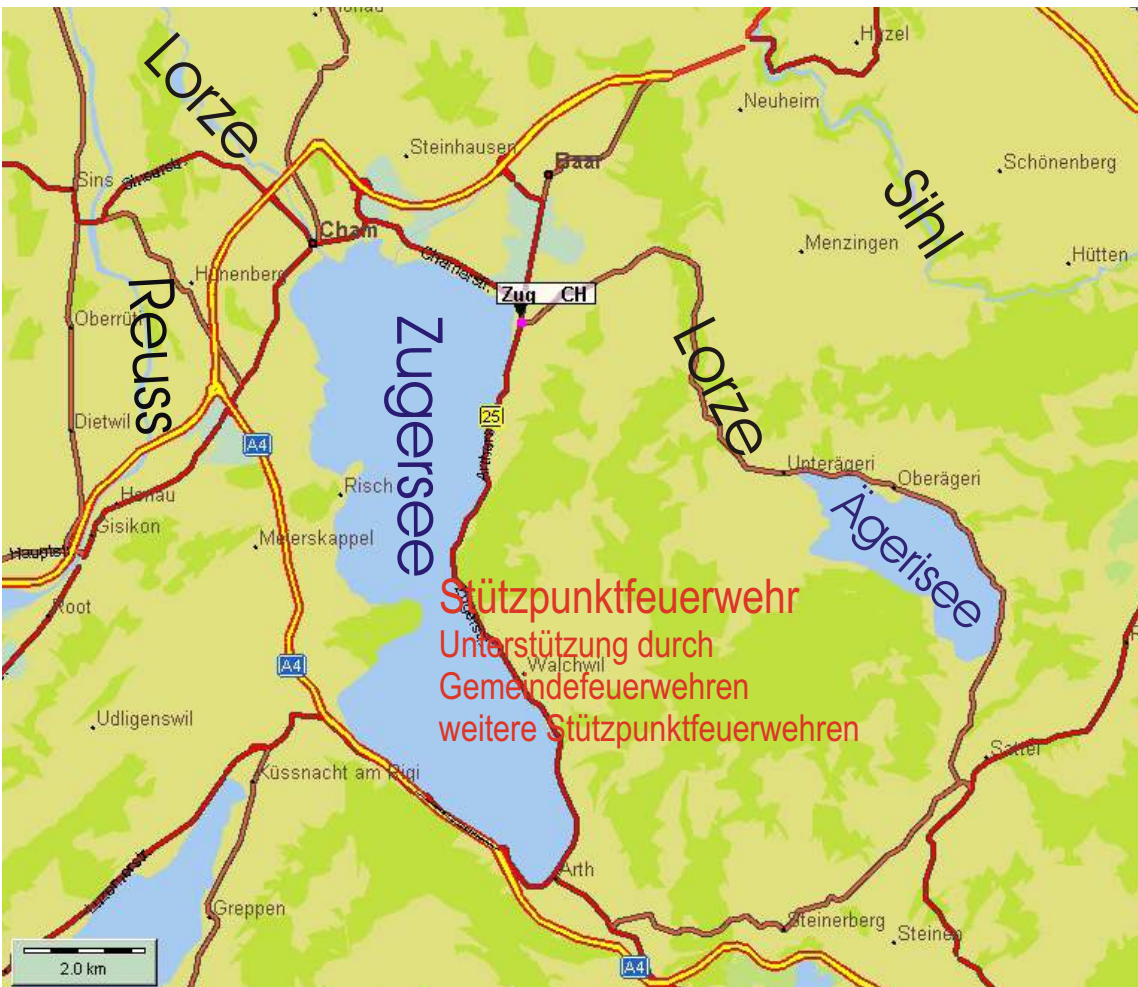 Lorze
Hirzel
Neuheim
Steinhausen
Baar
Schönenberg
Sins
Sinserstr.
Sihl
Cham
Menzingen
Hütten
Chamerstr.
Hünenberg
Zug CH
Reuss
Oberrüti
Zugersee
Lorze
Dietwil
25
A4
Unterägeri
Oberägeri
Risch
Honau
Ägerisee
Gisikon
Meierskappel
Stützpunktfeuerwehr
Root
Unterstützung durch
Walchwil
A4
Gemeindefeuerwehren
Udligenswil
weitere Stützpunktfeuerwehren
Sattel
Küssnacht am Rigi
Arth
Greppen
Steinerberg
Steinen
2.0 km
A4